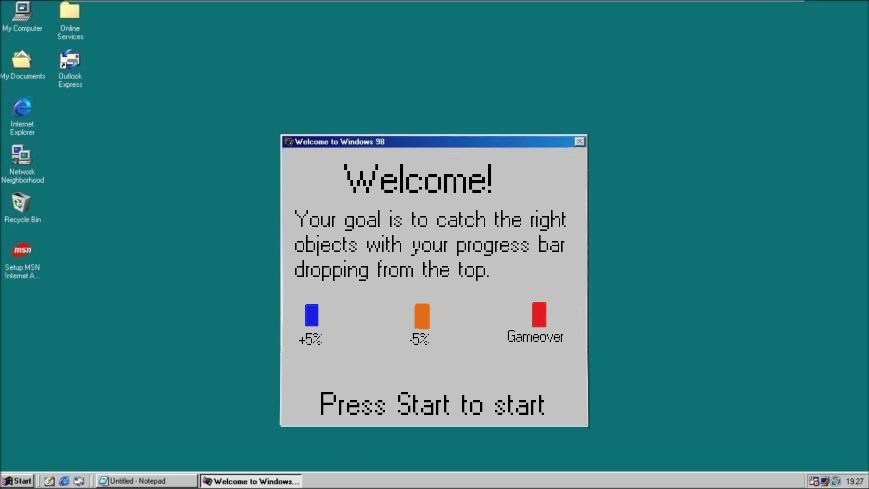 My Computer
Online
Services
My Documents
Outlook
Express
Internet
Explorer
Network
Neighborhood
Recycle Bin
msn
Setup MSN
Internet A...
Welcome to Windows 98
Welcome!
Your goal is to catch the right
objects with your progress bar
dropping from the top.
+5%
-5%
Gameover
Press Start to start
Start
Untitled - Notepad
Welcome to Windows...
19.27